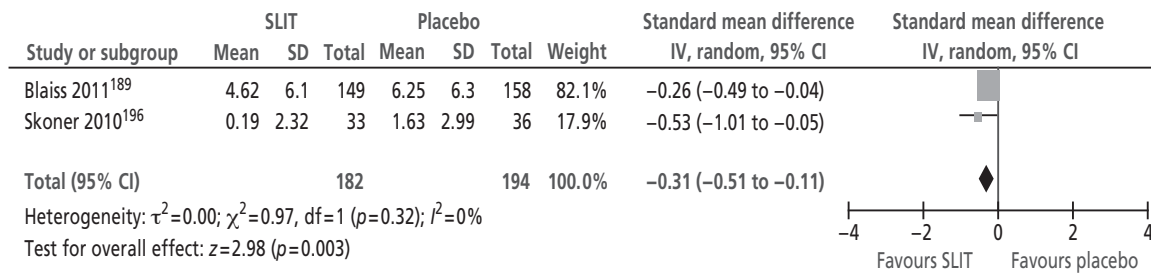 SLIT Placebo Standard mean difference Standard mean difference
Study or subgroup Mean SD Total Mean SD Total Weight IV, random, 95% CI IV, random, 95% CI
Blaiss 2011¹⁸⁹ 4.62 6.1 149 6.25 6.3 158 82.1% −0.26 (−0.49 to −0.04)
Skoner 2010¹⁹⁶ 0.19 2.32 33 1.63 2.99 36 17.9% −0.53 (−1.01 to −0.05)
Total (95% CI) 182 194 100.0% −0.31 (−0.51 to −0.11)
Heterogeneity: τ²=0.00; χ²=0.97, df=1 (p=0.32); I²=0%
Test for overall effect: z=2.98 (p=0.003)
−4 −2 0 2 4
Favours SLIT Favours placebo